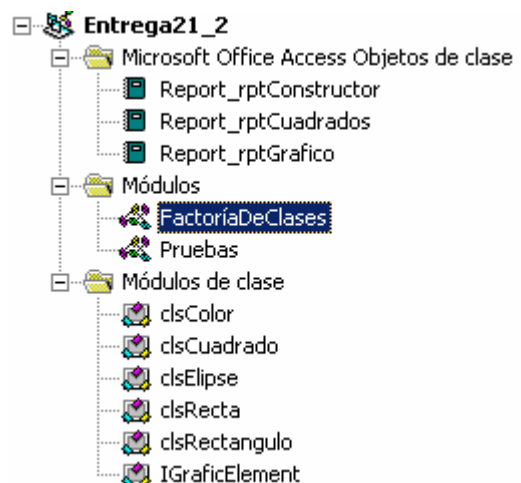 Entrega21_2
Microsoft Office Access Objetos de clase
Report_rptConstructor
Report_rptCuadrados
Report_rptGrafico
Módulos
FactoríaDeClases
Pruebas
Módulos de clase
clsColor
clsCuadrado
clsElipse
clsRecta
clsRectangulo
IGraficElement